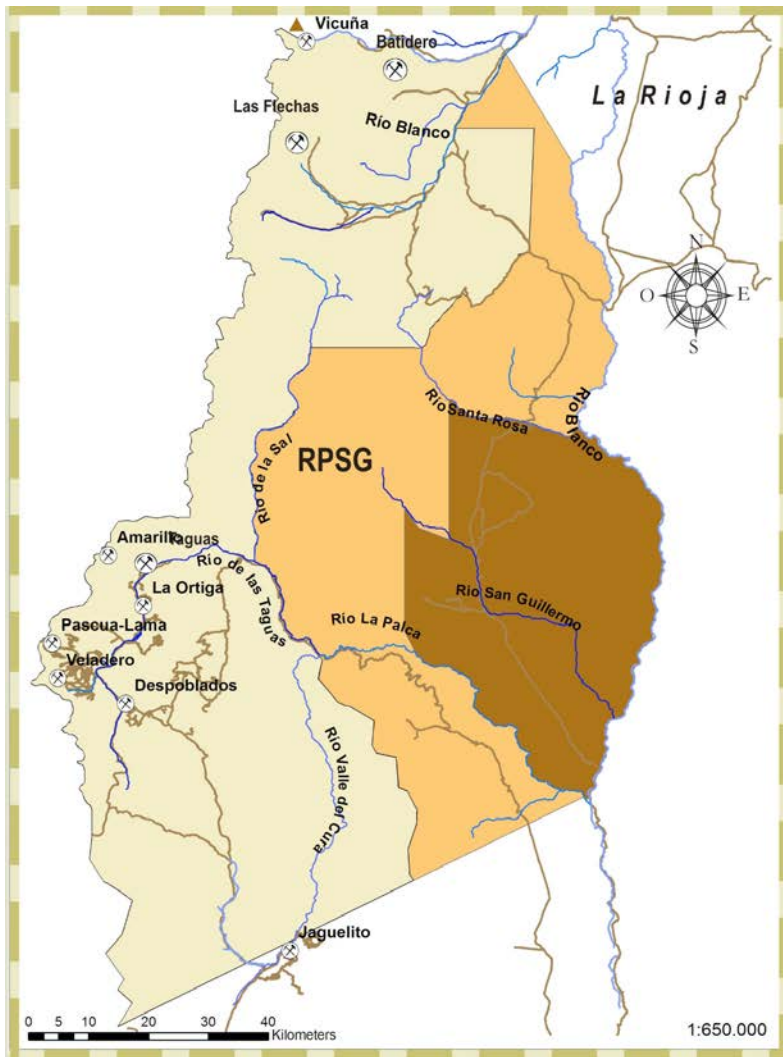 Vicuña
Batidero
Las Flechas
La Rioja
Río Blanco
N
O
E
S
Río Santa Rosa
Río Blanco
RPSG
Río de la Sal
Amarillo
Taguas
Río de las Taguas
La Ortiga
Río San Guillermo
Río La Palca
Pascua-Lama
Veladero
Despoblados
Río Valle del Cura
Jaguelito
0 5 10 20 30 40
Kilometers
1:650.000